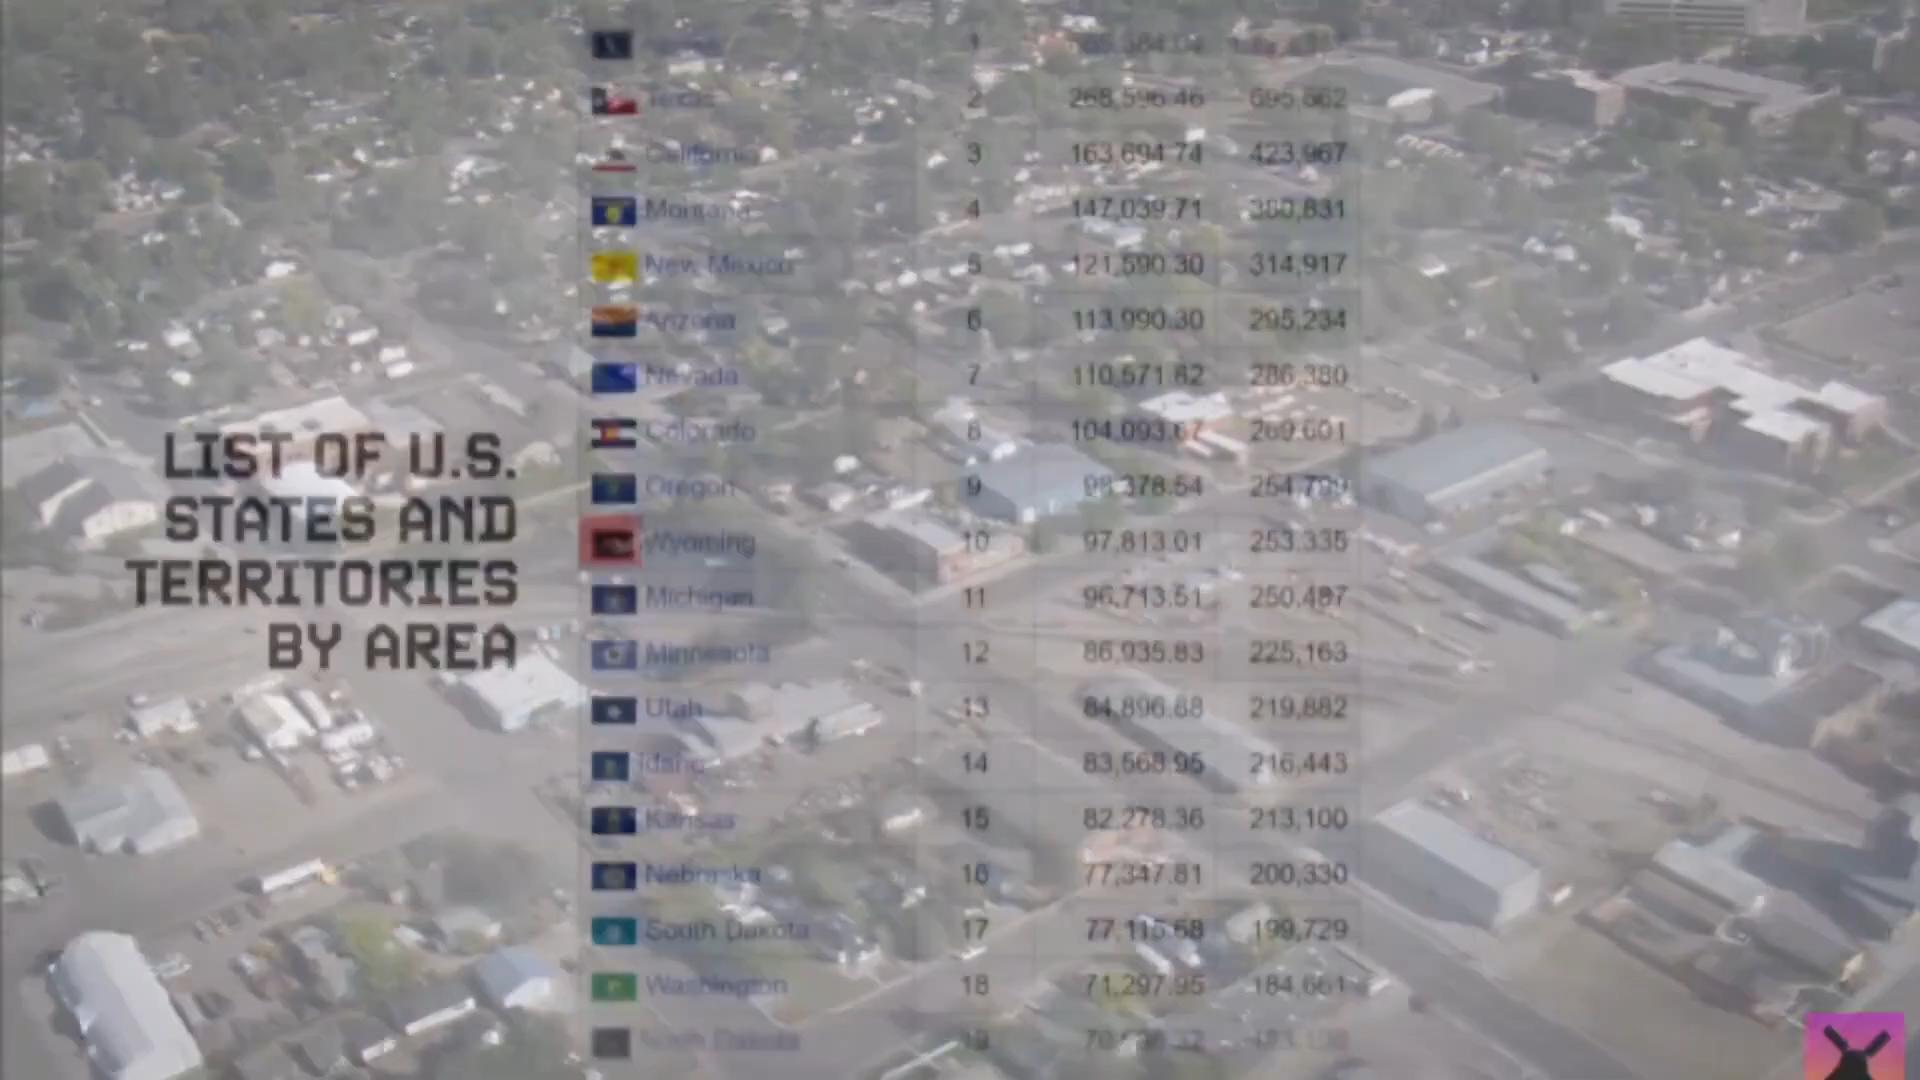 1
Texas 2 268,596.46 695,662
California 3 163,694.74 423,967
Montana 4 147,039.71 380,831
New Mexico 5 121,590.30 314,917
Arizona 6 113,990.30 295,234
Nevada 7 110,571.82 286,380
Colorado 8 104,093.67 269,601
Oregon 9 98,378.54 254,799
Wyoming 10 97,813.01 253,335
Michigan 11 96,713.51 250,487
Minnesota 12 86,935.83 225,163
Utah 13 84,896.88 219,882
Idaho 14 83,568.95 216,443
Kansas 15 82,278.36 213,100
Nebraska 16 77,347.81 200,330
South Dakota 17 77,115.68 199,729
Washington 18 71,297.95 184,661
North Dakota 19
LIST OF U.S.
STATES AND
TERRITORIES
BY AREA